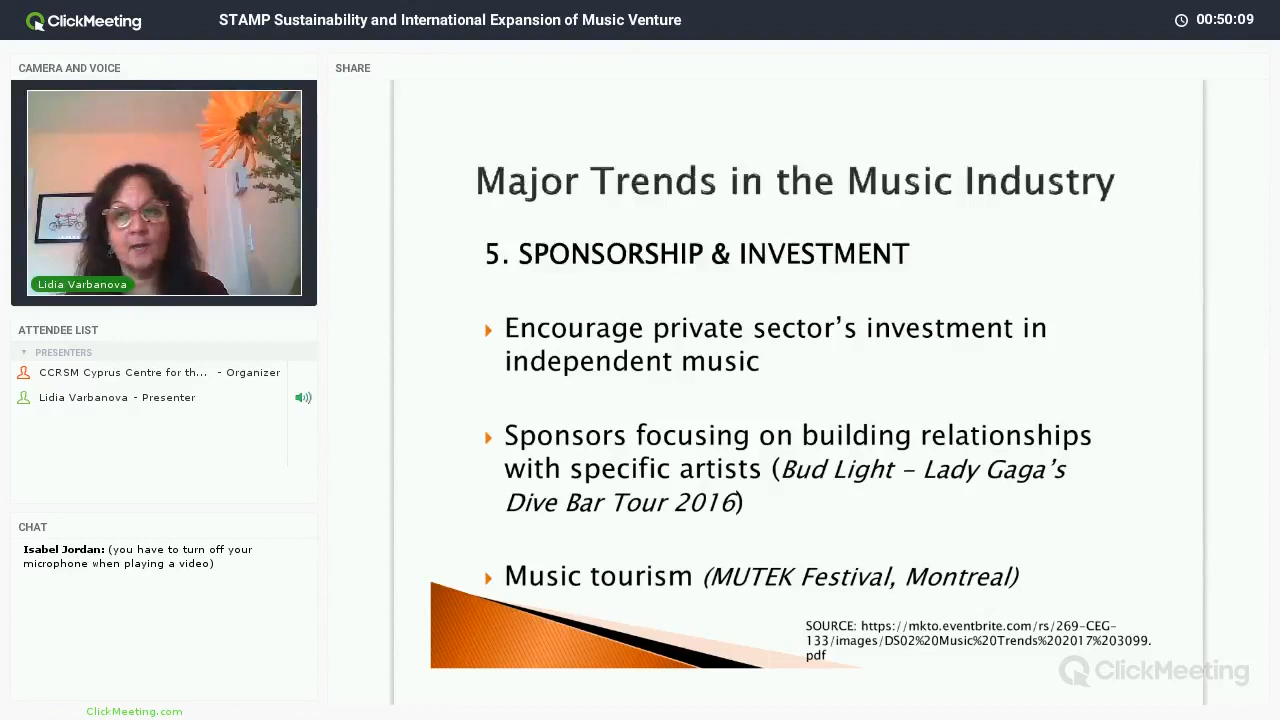 ClickMeeting
STAMP Sustainability and International Expansion of Music Venture
00:50:09
CAMERA AND VOICE
Lidia Varbanova
ATTENDEE LIST
PRESENTERS
CCRSM Cyprus Centre for th... - Organizer
Lidia Varbanova - Presenter
CHAT
Isabel Jordan: (you have to turn off your
microphone when playing a video)
ClickMeeting.com
SHARE
Major Trends in the Music Industry
5. SPONSORSHIP & INVESTMENT
Encourage private sector’s investment in
independent music
Sponsors focusing on building relationships
with specific artists (Bud Light – Lady Gaga’s
Dive Bar Tour 2016)
Music tourism (MUTEK Festival, Montreal)
SOURCE: https://mkto.eventbrite.com/rs/269-CEG-
133/images/DS02%20Music%20Trends%202017%203099.
pdf
ClickMeeting